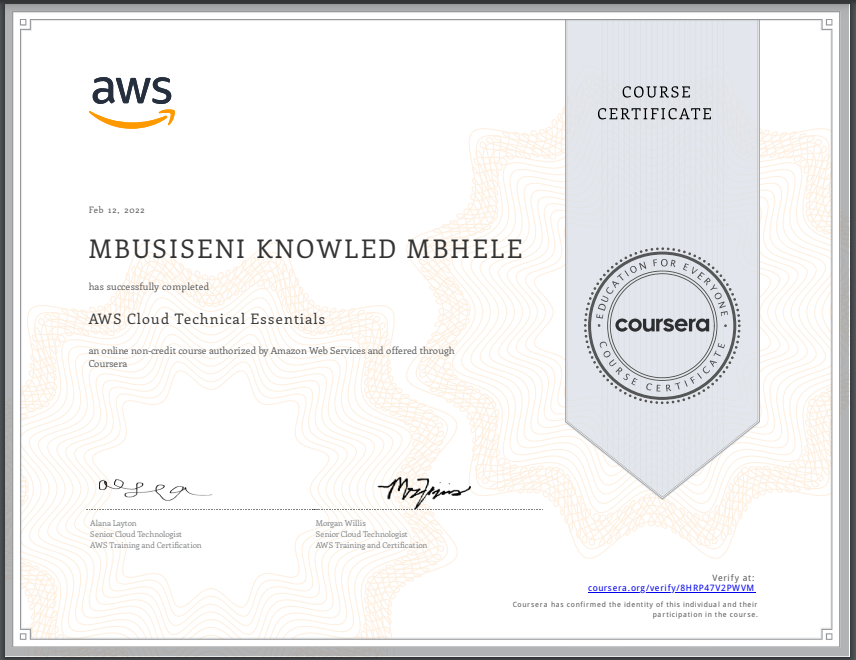 aws
COURSE
CERTIFICATE
Feb 12, 2022
MBUSISENI KNOWLED MBHELE
has successfully completed
AWS Cloud Technical Essentials
an online non-credit course authorized by Amazon Web Services and offered through
Coursera
EDUCATION FOR EVERYONE
coursera
COURSE CERTIFICATE
Alana Layton
Senior Cloud Technologist
AWS Training and Certification
Morgan Willis
Senior Cloud Technologist
AWS Training and Certification
Verify at:
coursera.org/verify/8HRP47V2PWVM
Coursera has confirmed the identity of this individual and their
participation in the course.